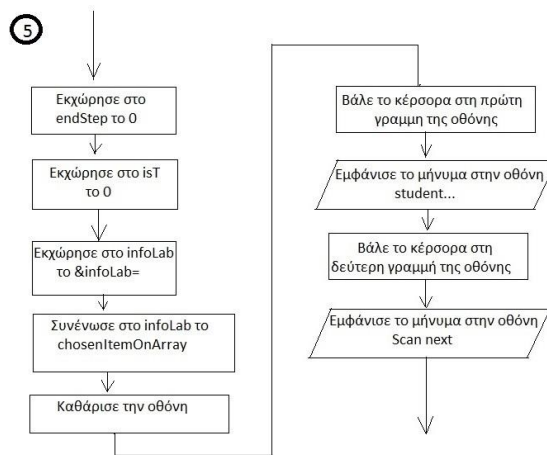 5
Εκχώρησε στο
endStep το 0
Εκχώρησε στο isT
το 0
Εκχώρησε στο infoLab
το &infoLab=
Συνένωσε στο infoLab το
chosenItemOnArray
Καθάρισε την οθόνη
Βάλε το κέρσορα στη πρώτη
γραμμη της οθόνης
Εμφάνισε το μήνυμα στην οθόνη
student...
Βάλε το κέρσορα στη
δεύτερη γραμμή της οθόνης
Εμφάνισε το μήνυμα στην οθόνη
Scan next